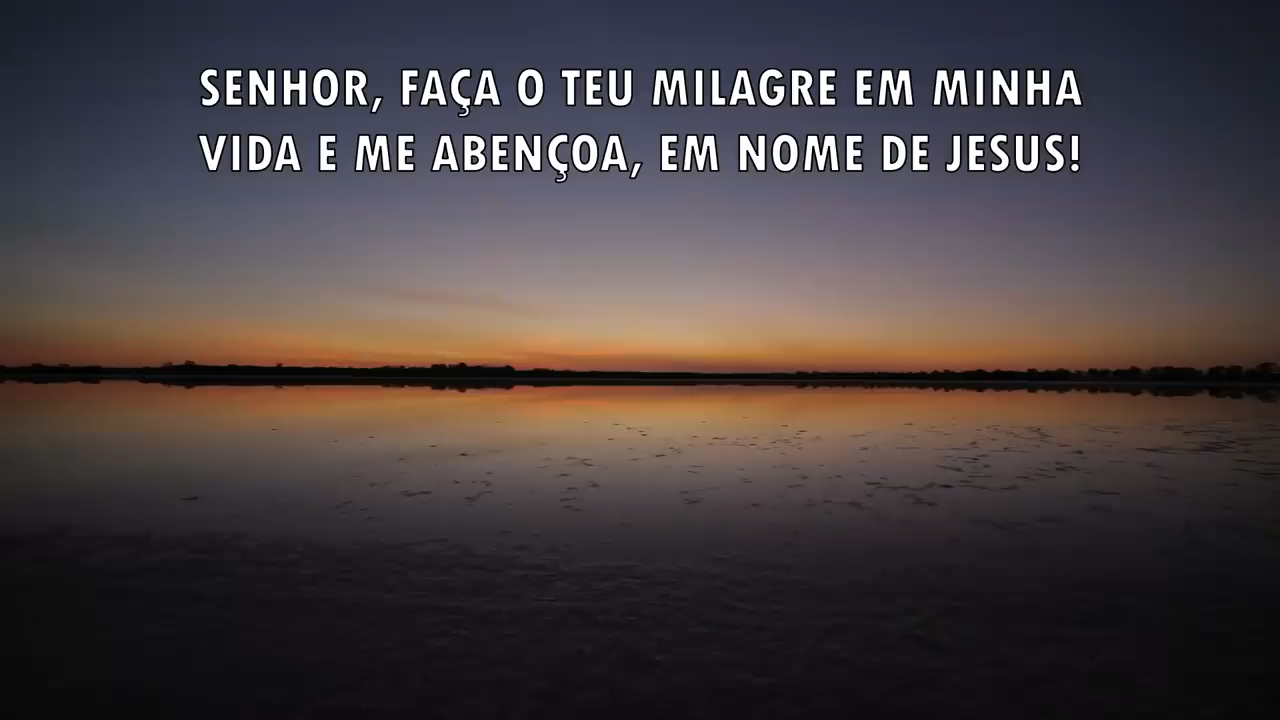 SENHOR, FAÇA O TEU MILAGRE EM MINHA
VIDA E ME ABENÇOA, EM NOME DE JESUS!